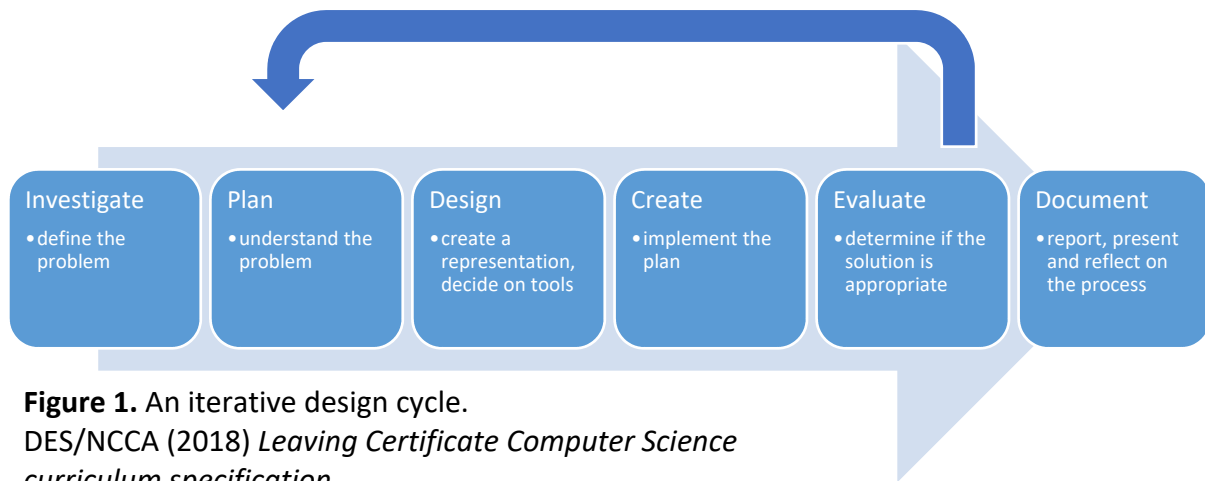 Investigate
•define the
problem
Plan
•understand the
problem
Design
•create a
representation,
decide on tools
Create
•implement the
plan
Evaluate
•determine if the
solution is
appropriate
Document
•report, present
and reflect on
the process
Figure 1. An iterative design cycle.
DES/NCCA (2018) Leaving Certificate Computer Science
curriculum specification